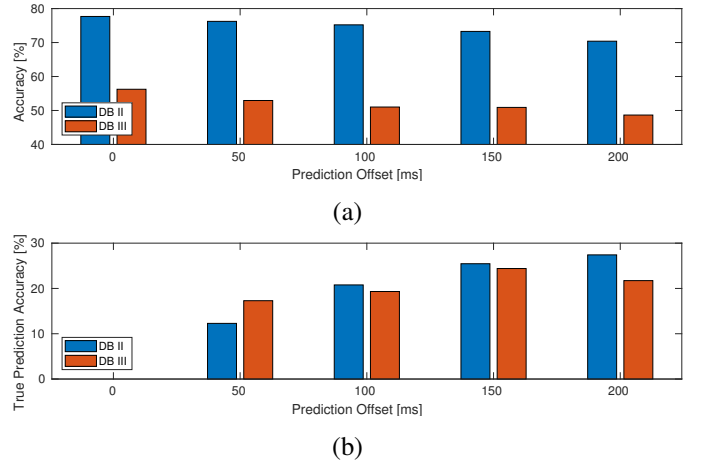 80
70
60
50
40
Accuracy [%]
DB II
DB III
0 50 100 150 200
Prediction Offset [ms]
(a)
30
20
10
0
True Prediction Accuracy [%]
DB II
DB III
0 50 100 150 200
Prediction Offset [ms]
(b)